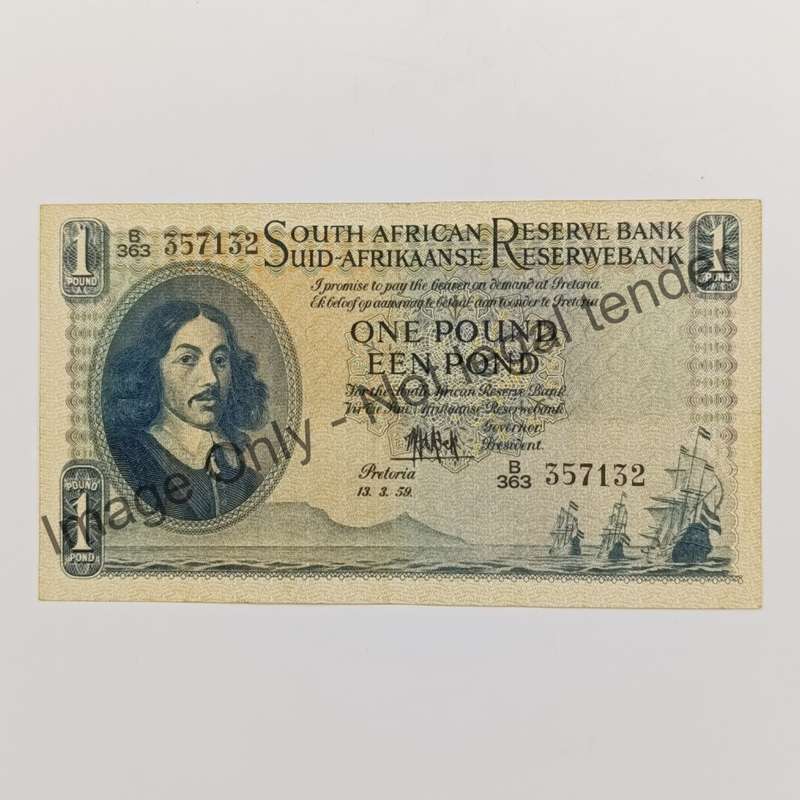 1
POUND
B/363 357132
SOUTH AFRICAN RESERVE BANK
SUID-AFRIKAANSE RESERWEBANK
1
I promise to pay the bearer on demand at Pretoria
Ek beloof op aanvraag te betaal aan toonder te Pretoria
ONE POUND
EEN POND
For the South African Reserve Bank
Vir die Suid-Afrikaanse Reserwebank
Governor
President.
Pretoria
13. 3. 59.
B/363 357132
POUND
1
POND
Image Only - Not legal tender